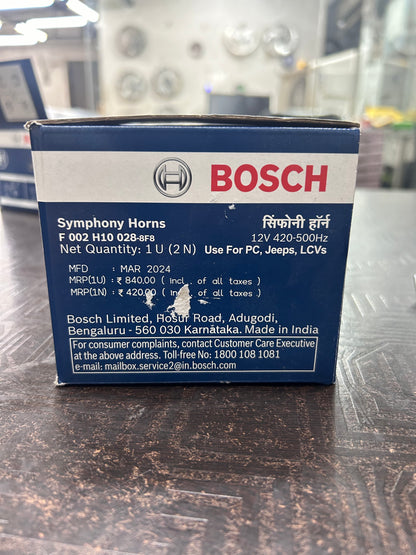 BOSCH
Symphony Horns
सिंफोनी हॉर्न
F 002 H10 028-8F8
12V 420-500Hz
Net Quantity: 1 U (2 N)
Use For PC, Jeeps, LCVs
MFD : MAR 2024
MRP(1U) : ₹ 840.00 ( incl. of all taxes )
MRP(1N) : ₹ 420.00 ( incl. of all taxes )
Bosch Limited, Hosur Road, Adugodi,
Bengaluru - 560 030 Karnātaka. Made in India
For consumer complaints, contact Customer Care Executive
at the above address. Toll-free No: 1800 108 1081
e-mail: mailbox.service2@in.bosch.com